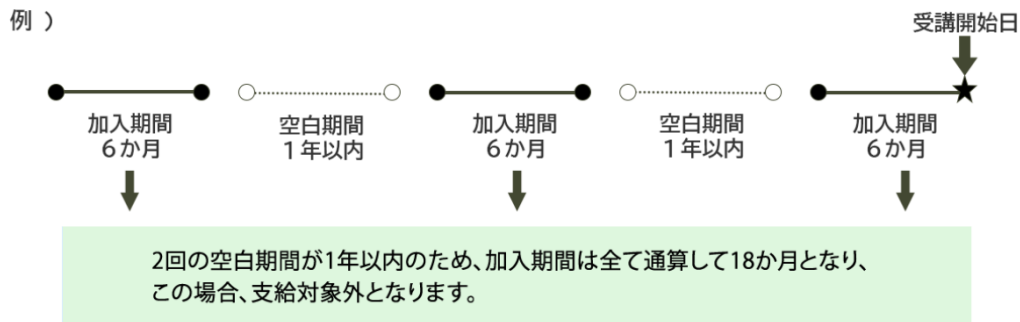 例 ）
受講開始日
加入期間
６か月
空白期間
１年以内
加入期間
６か月
空白期間
１年以内
加入期間
６か月
2回の空白期間が1年以内のため、加入期間は全て通算して18か月となり、
この場合、支給対象外となります。